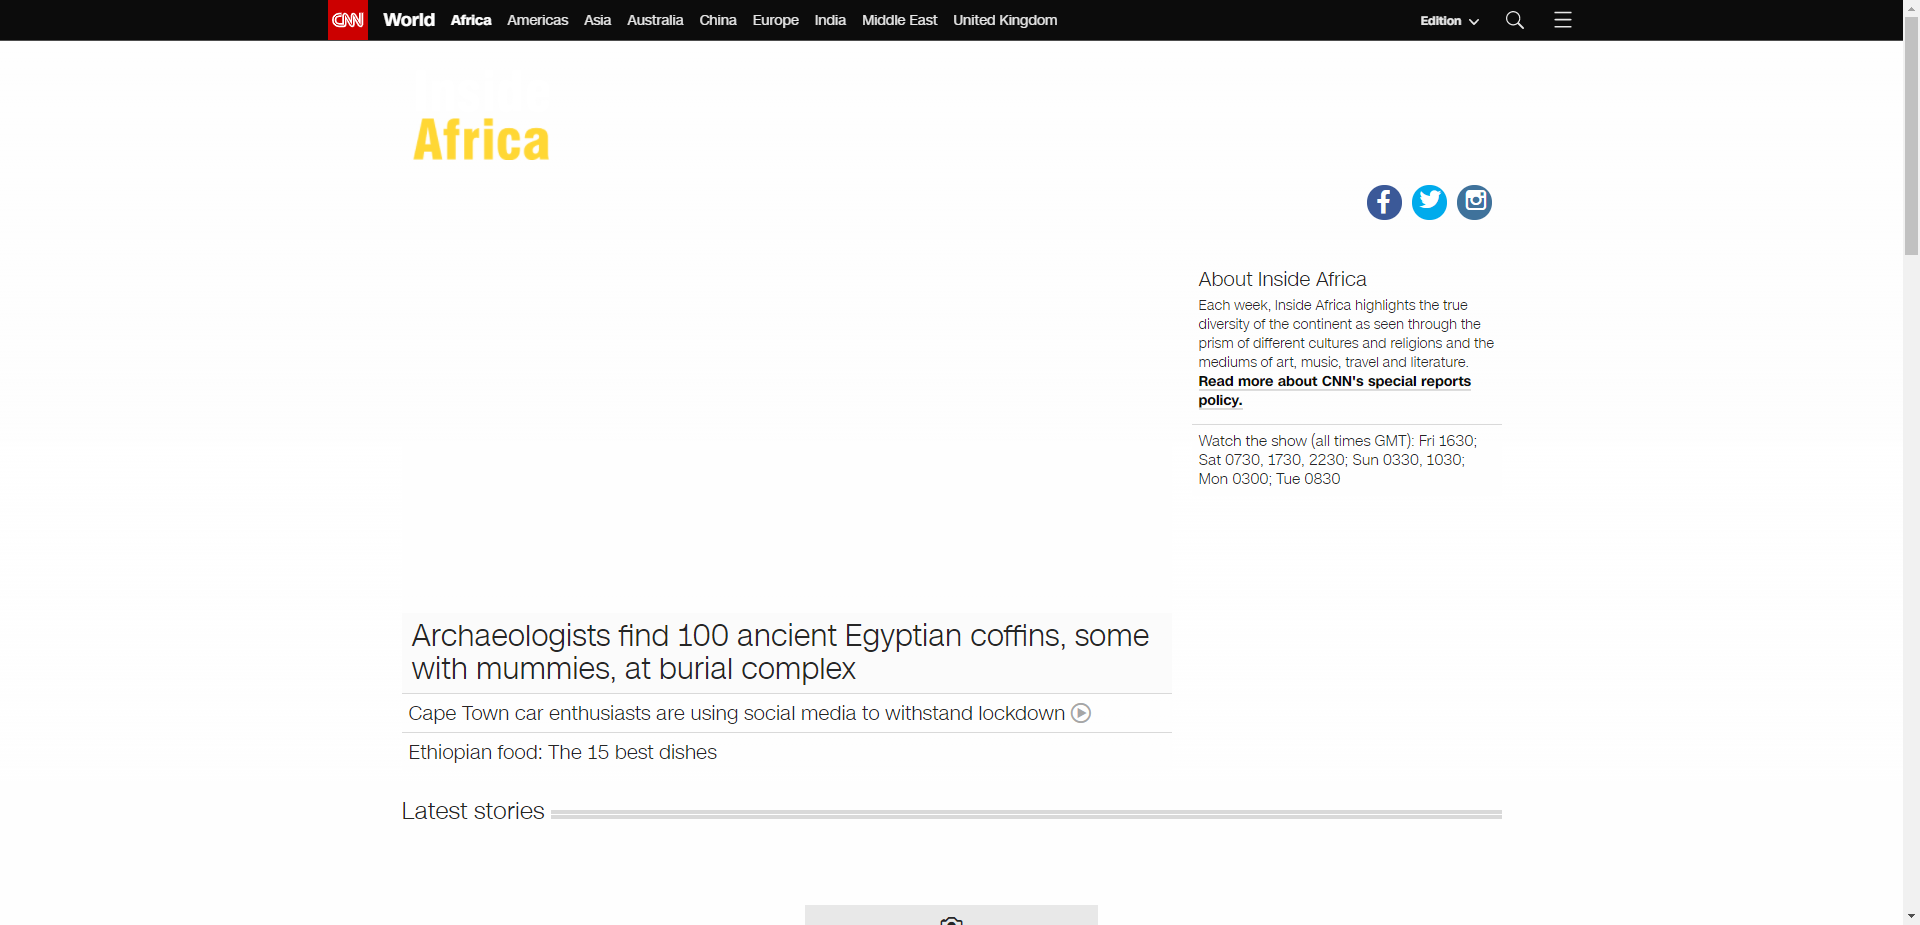 CNN World Africa Americas Asia Australia China Europe India Middle East United Kingdom Edition
Inside
Africa
About Inside Africa
Each week, Inside Africa highlights the true
diversity of the continent as seen through the
prism of different cultures and religions and the
mediums of art, music, travel and literature.
Read more about CNN's special reports
policy.
Watch the show (all times GMT): Fri 1630;
Sat 0730, 1730, 2230; Sun 0330, 1030;
Mon 0300; Tue 0830
Archaeologists find 100 ancient Egyptian coffins, some
with mummies, at burial complex
Cape Town car enthusiasts are using social media to withstand lockdown
Ethiopian food: The 15 best dishes
Latest stories